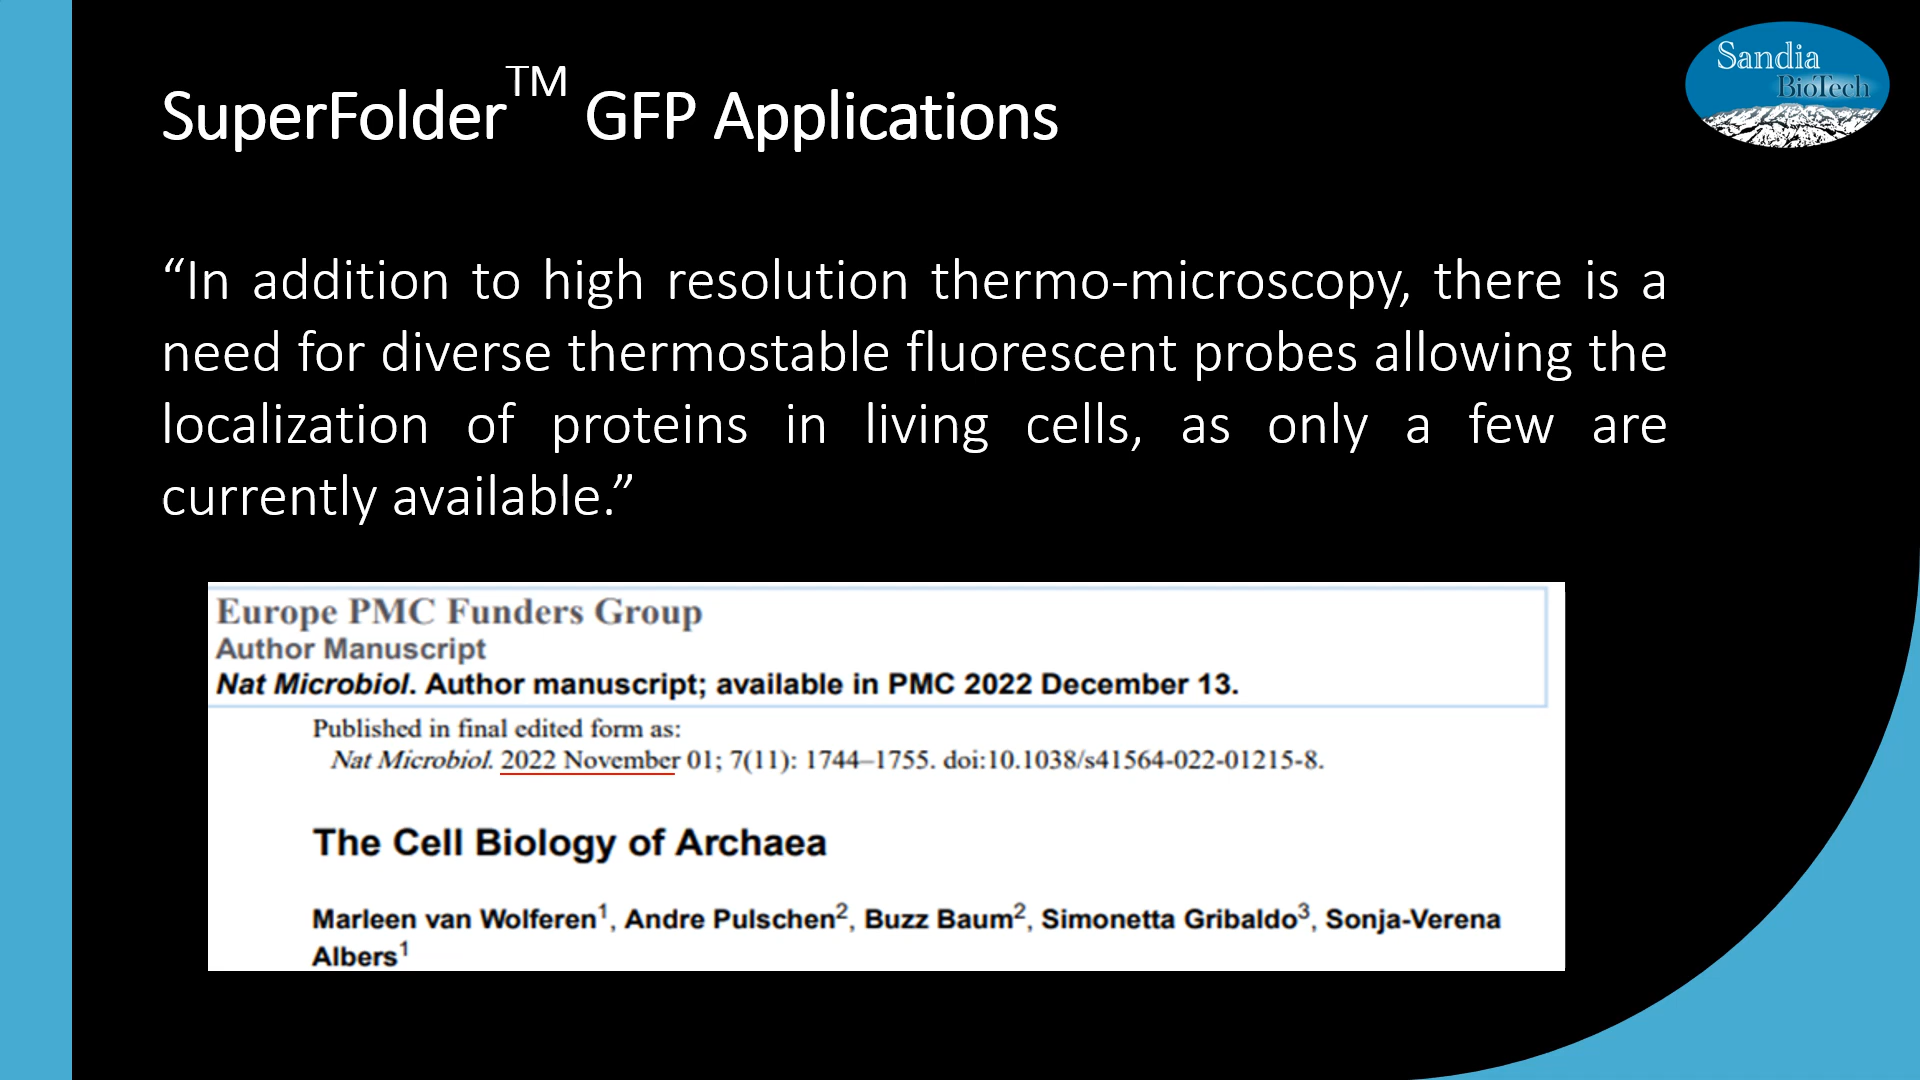 SuperFolder™ GFP Applications
Sandia
BioTech
“In addition to high resolution thermo-microscopy, there is a
need for diverse thermostable fluorescent probes allowing the
localization of proteins in living cells, as only a few are
currently available.”
Europe PMC Funders Group
Author Manuscript
Nat Microbiol. Author manuscript; available in PMC 2022 December 13.
Published in final edited form as:
Nat Microbiol. 2022 November 01; 7(11): 1744–1755. doi:10.1038/s41564-022-01215-8.
The Cell Biology of Archaea
Marleen van Wolferen1, Andre Pulschen2, Buzz Baum2, Simonetta Gribaldo3, Sonja-Verena
Albers1